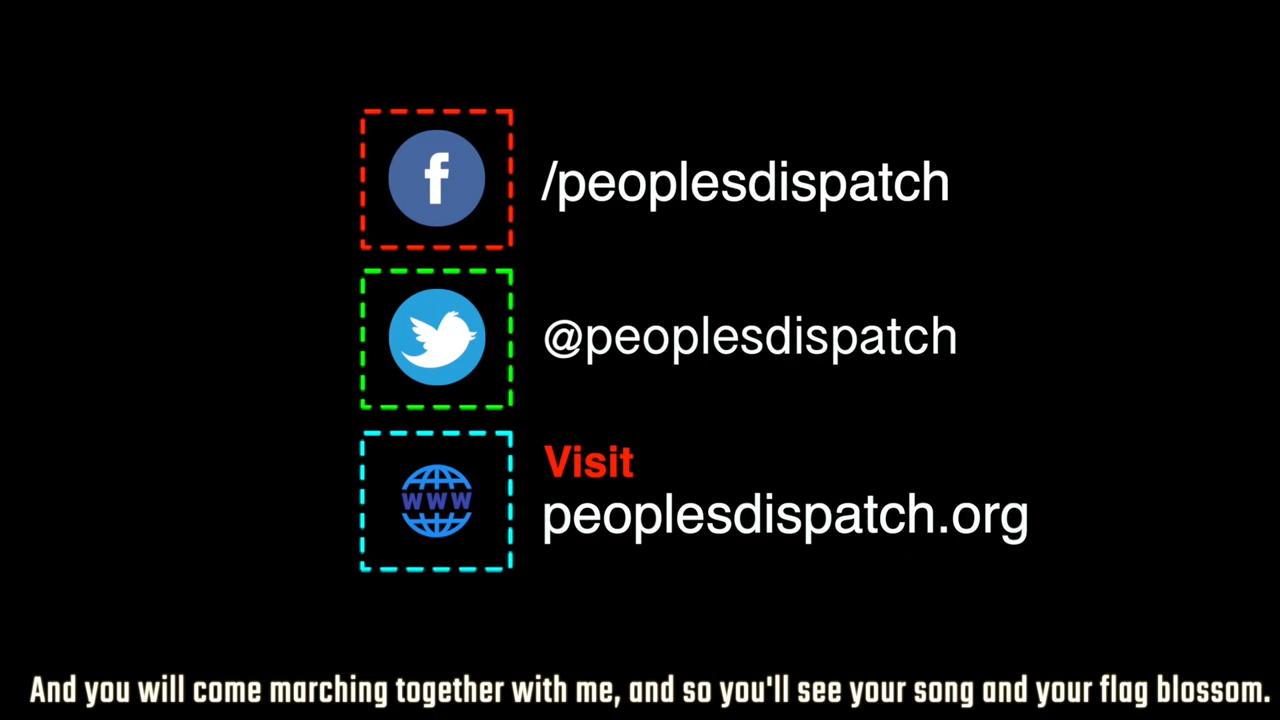 f
/peoplesdispatch
@peoplesdispatch
Visit
www
peoplesdispatch.org
And you will come marching together with me, and so you'll see your song and your flag blossom.